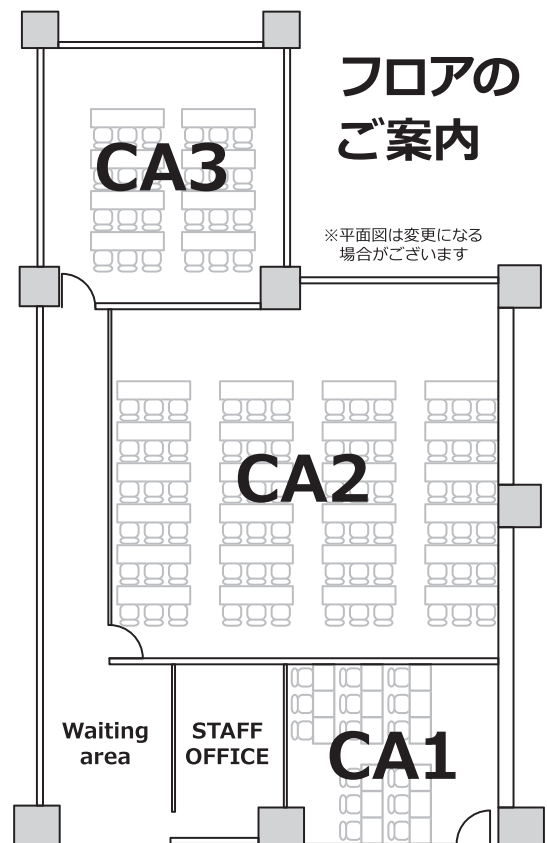 フロアの
ご案内
CA3
※平面図は変更になる
場合がございます
CA2
Waiting
area
STAFF
OFFICE
CA1